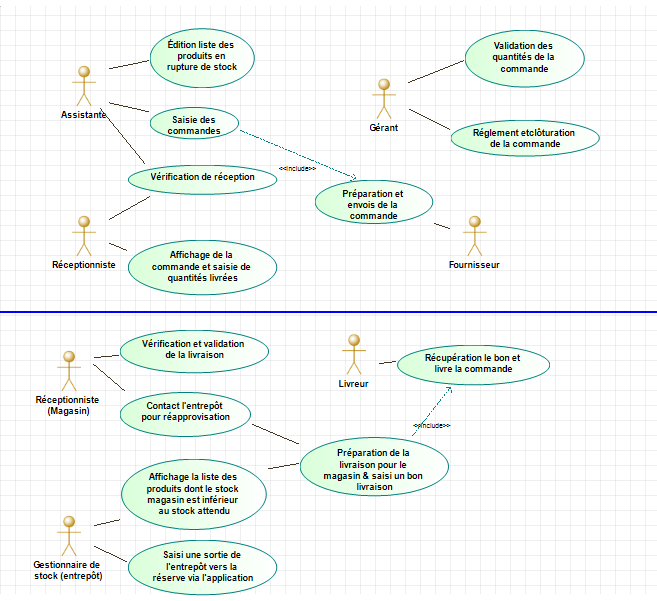 Édition liste des
produits en
rupture de stock
Assistante
Saisie des
commandes
Validation des
quantités de la
commande
Gérant
Réglement etclôturation
de la commande
Vérification de réception
<<include>>
Préparation et
envois de la
commande
Réceptionniste
Affichage de la
commande et saisie de
quantités livrées
Fournisseur
Vérification et validation
de la livraison
Réceptionniste
(Magasin)
Livreur
Récupération le bon et
livre la commande
Contact l'entrepôt
pour réapprovisation
<<include>>
Préparation de la
livraison pour le
magasin & saisi un bon
livraison
Affichage la liste des
produits dont le stock
magasin est inférieur
au stock attendu
Gestionnaire de
stock (entrepôt)
Saisi une sortie de
l'entrepôt vers la
réserve via l'application